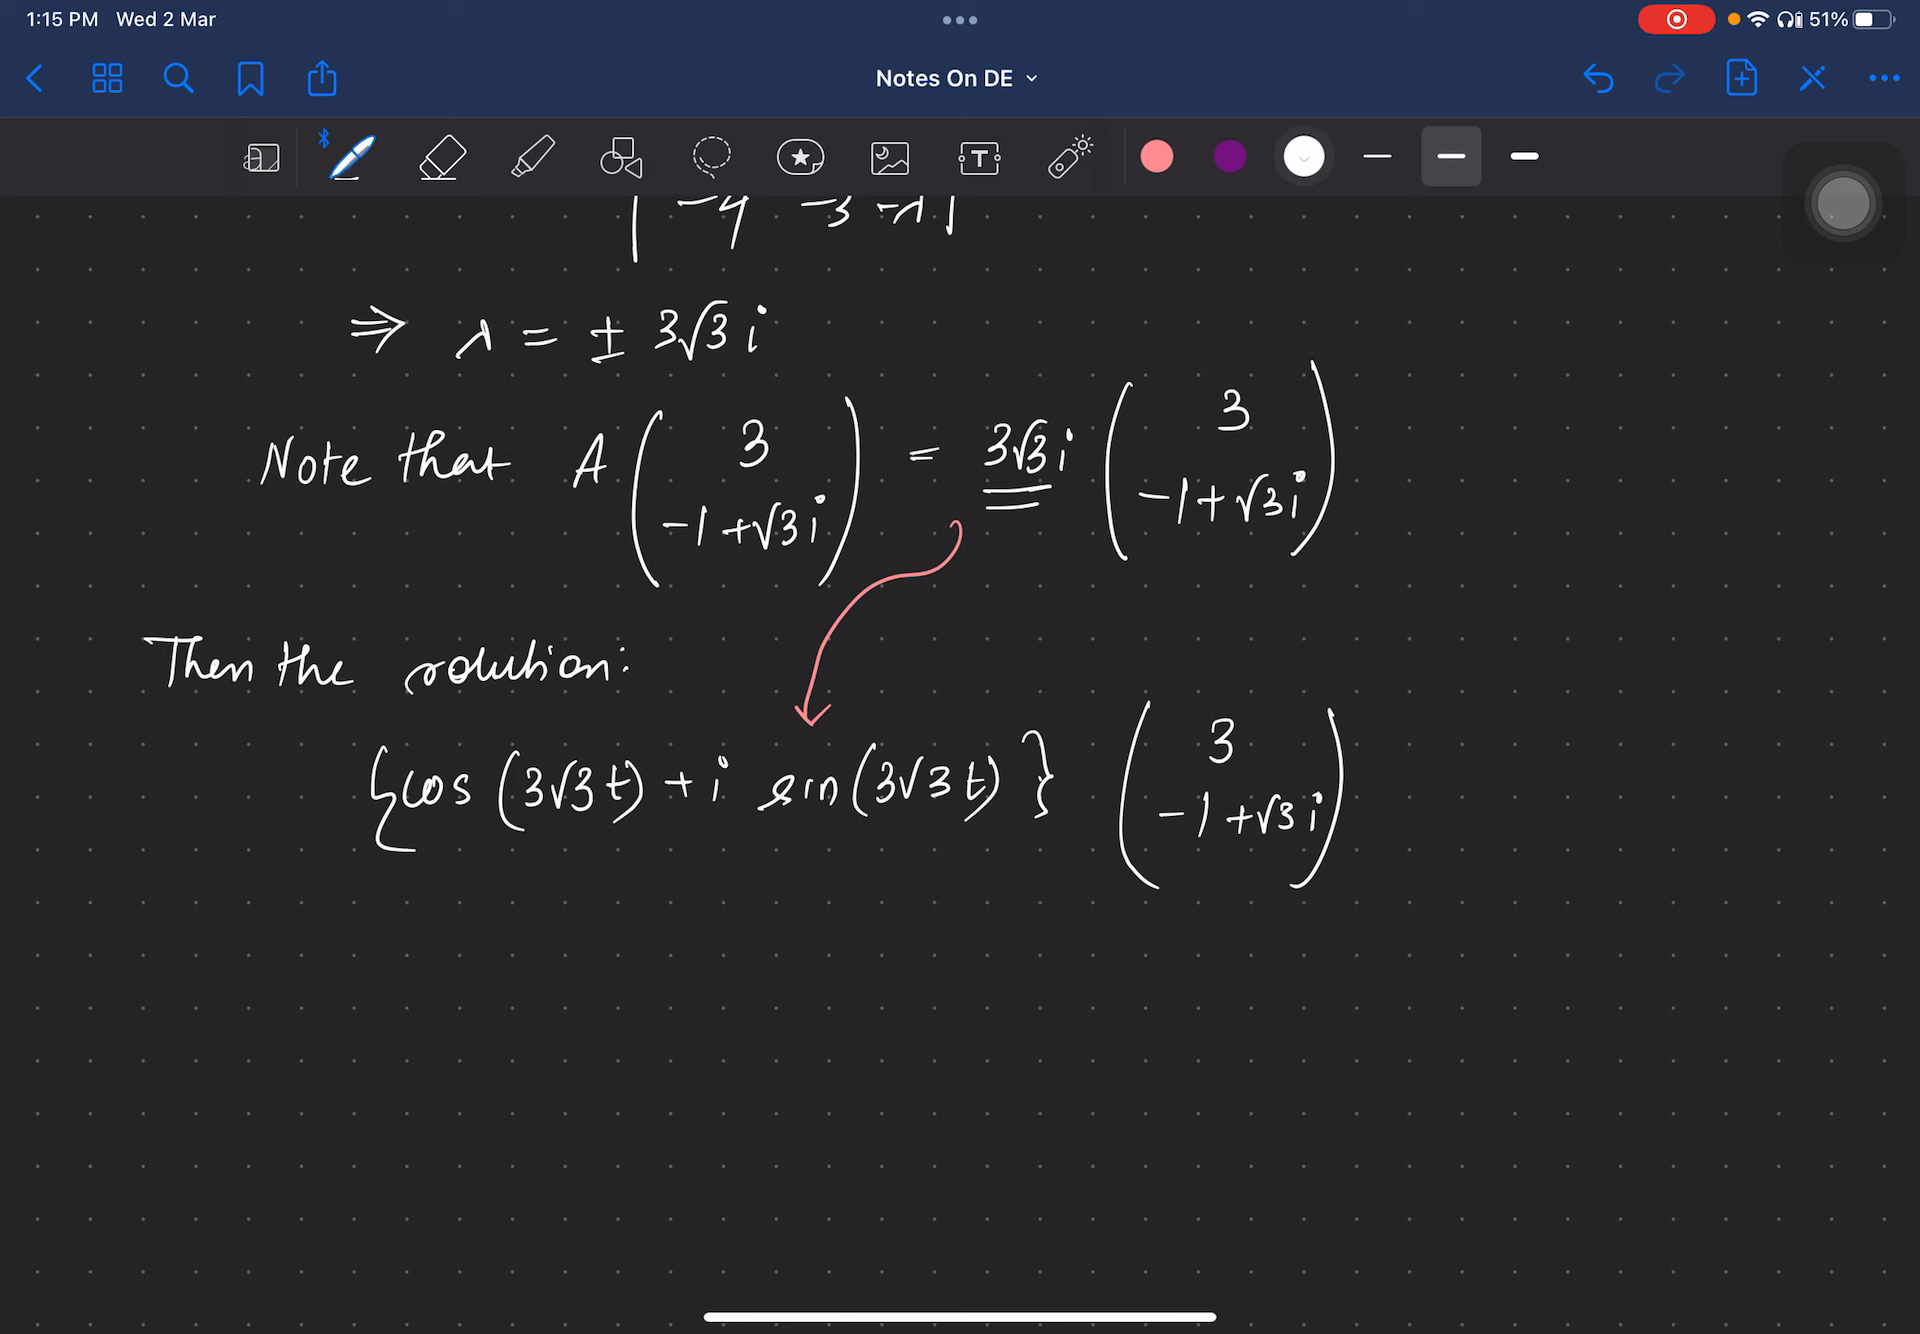 1:15 PM Wed 2 Mar 51%
Notes On DE
T
-3 -λ
⇒ λ = ± 3√3 i
Note that A ( 3 -1 + √3 i ) = 3√3 i ( 3 -1 + √3 i )
Then the solution:
{cos (3√3 t) + i sin (3√3 t) } ( 3 -1 + √3 i )